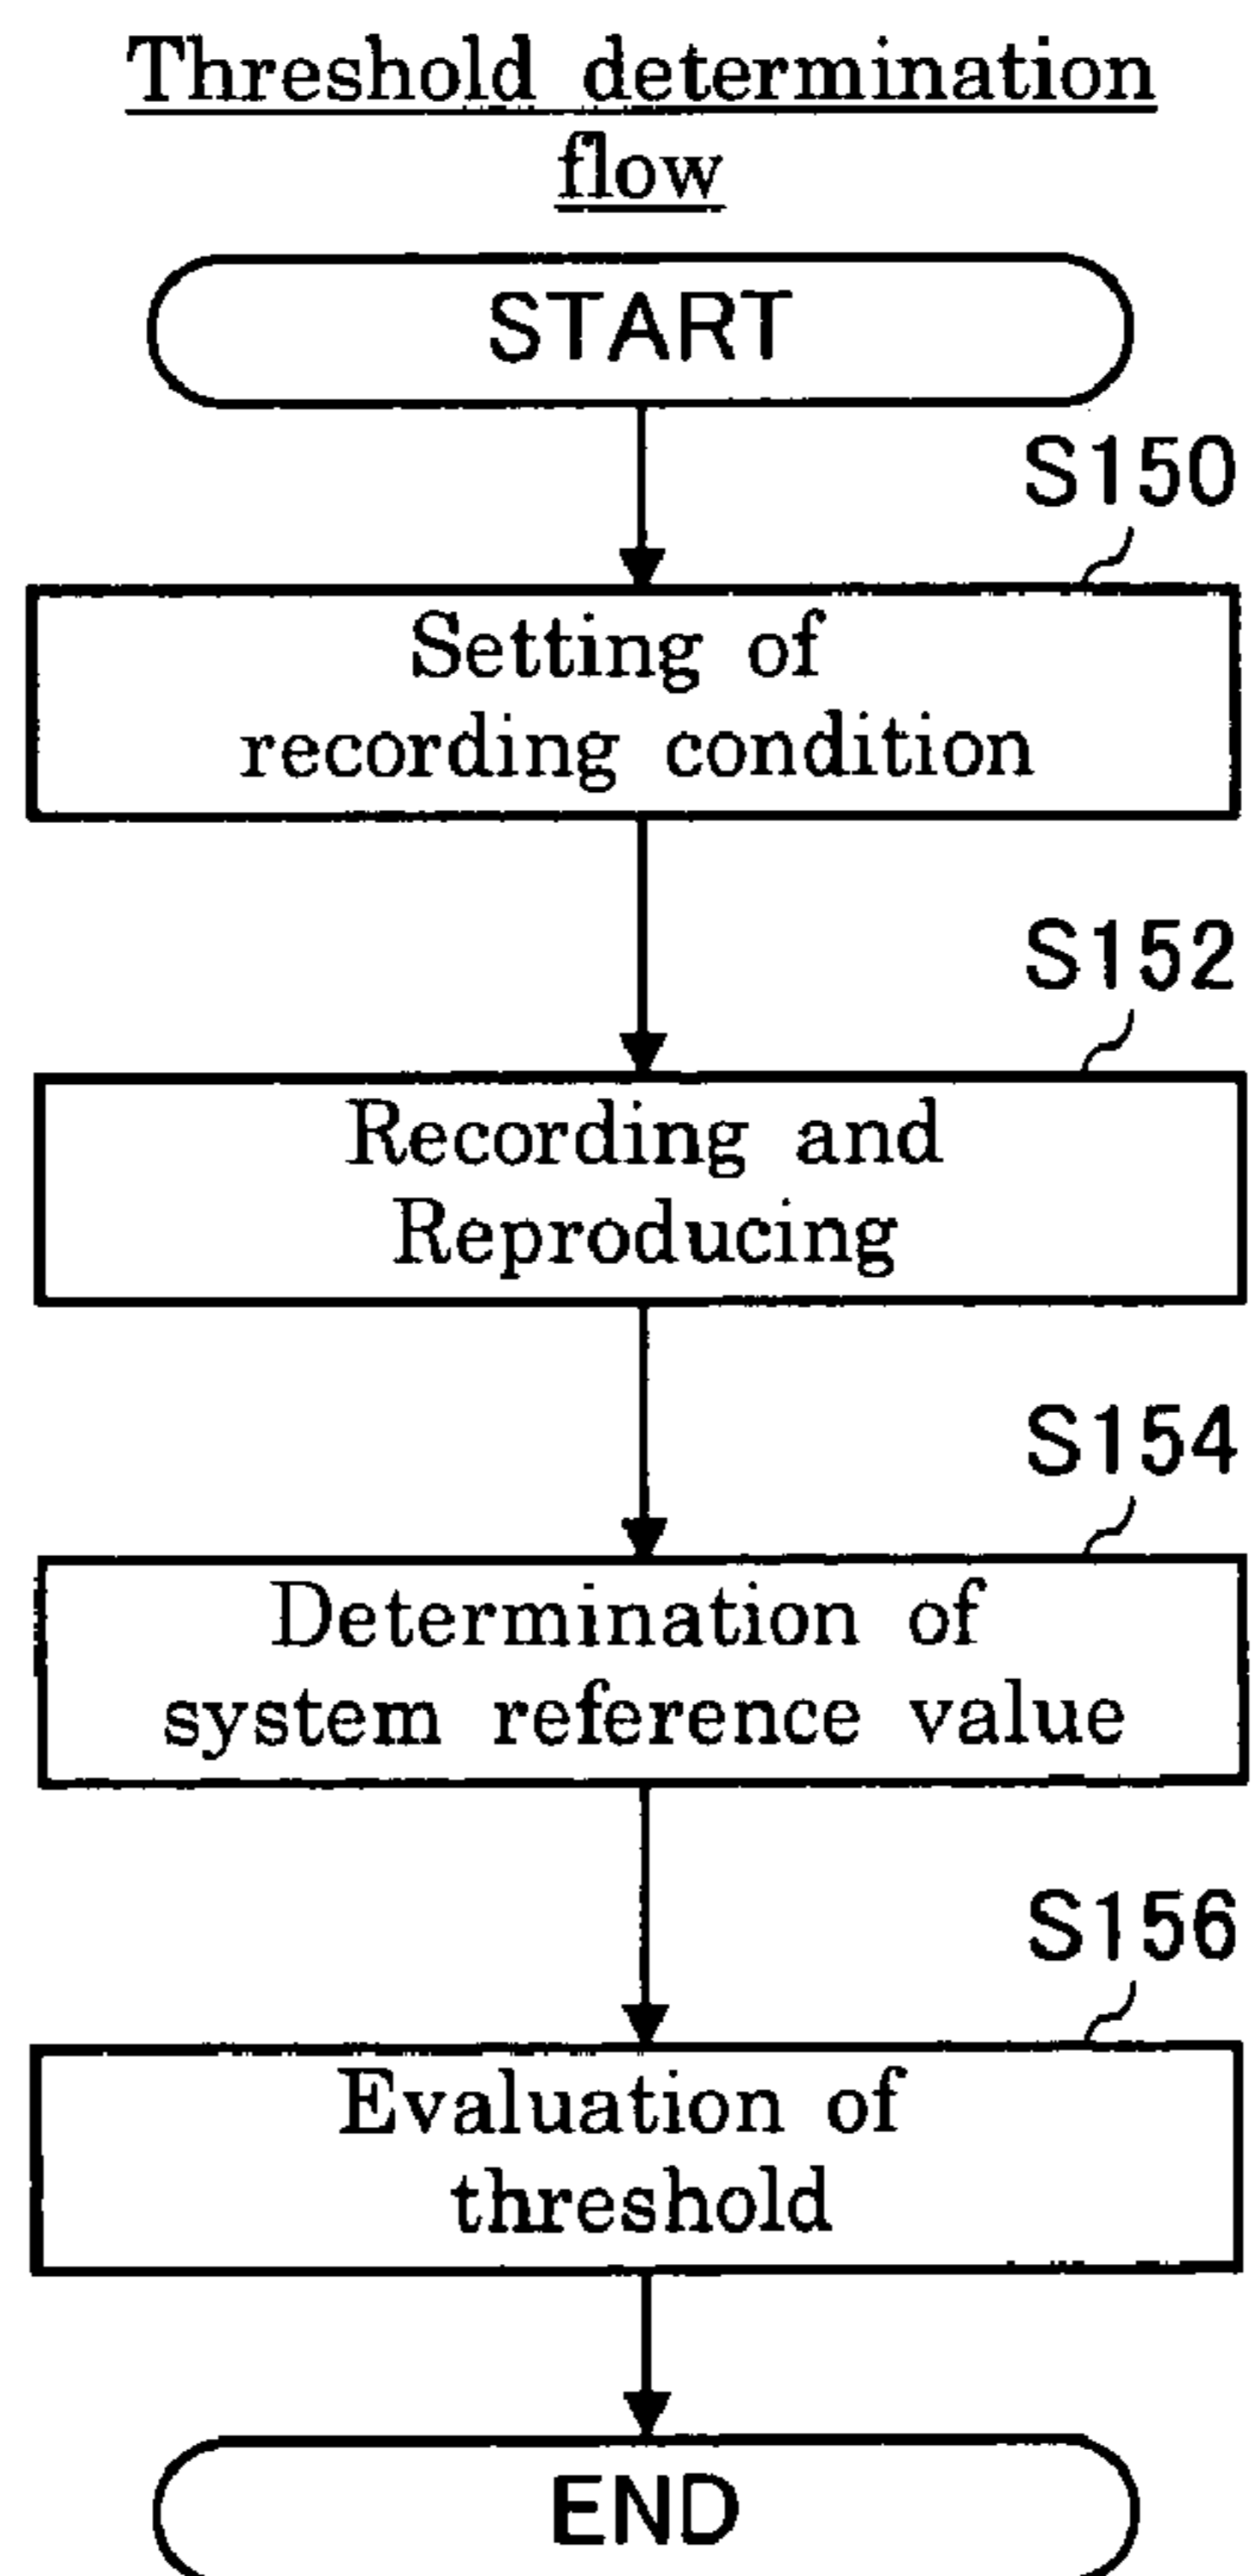 Threshold determination
flow
START
S150
Setting of
recording condition
S152
Recording and
Reproducing
S154
Determination of
system reference value
S156
Evaluation of
threshold
END